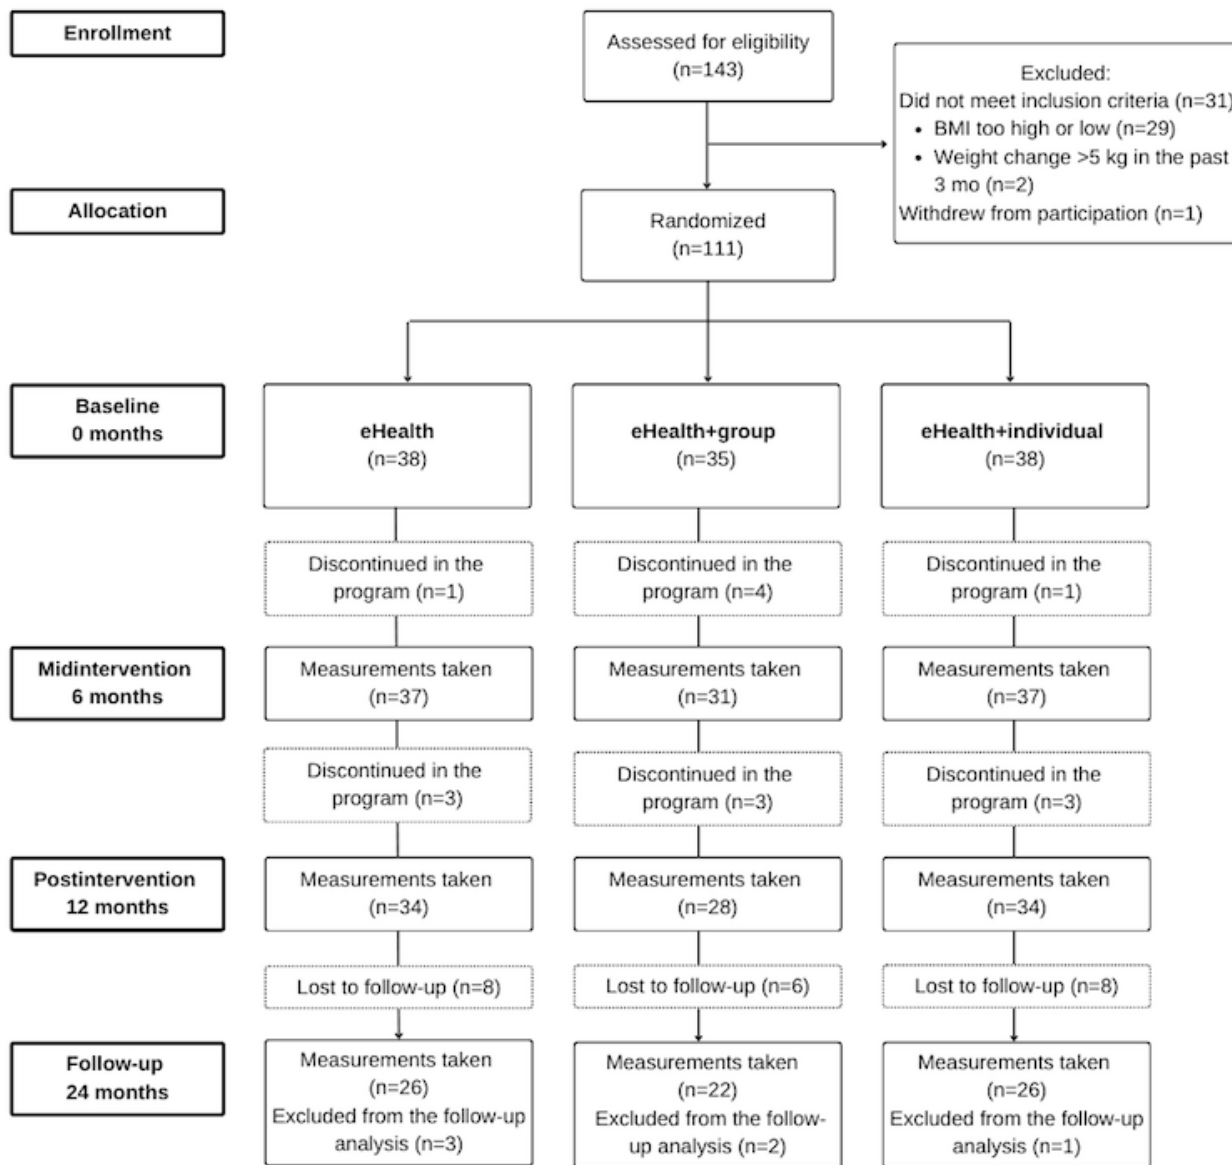 Enrollment
Assessed for eligibility
(n=143)
Excluded:
Did not meet inclusion criteria (n=31)
• BMI too high or low (n=29)
• Weight change >5 kg in the past
3 mo (n=2)
Withdrew from participation (n=1)
Allocation
Randomized
(n=111)
Baseline
0 months
eHealth
(n=38)
eHealth+group
(n=35)
eHealth+individual
(n=38)
Discontinued in the
program (n=1)
Discontinued in the
program (n=4)
Discontinued in the
program (n=1)
Midintervention
6 months
Measurements taken
(n=37)
Measurements taken
(n=31)
Measurements taken
(n=37)
Discontinued in the
program (n=3)
Discontinued in the
program (n=3)
Discontinued in the
program (n=3)
Postintervention
12 months
Measurements taken
(n=34)
Measurements taken
(n=28)
Measurements taken
(n=34)
Lost to follow-up (n=8)
Lost to follow-up (n=6)
Lost to follow-up (n=8)
Follow-up
24 months
Measurements taken
(n=26)
Excluded from the follow-up
analysis (n=3)
Measurements taken
(n=22)
Excluded from the follow-
up analysis (n=2)
Measurements taken
(n=26)
Excluded from the follow-up
analysis (n=1)